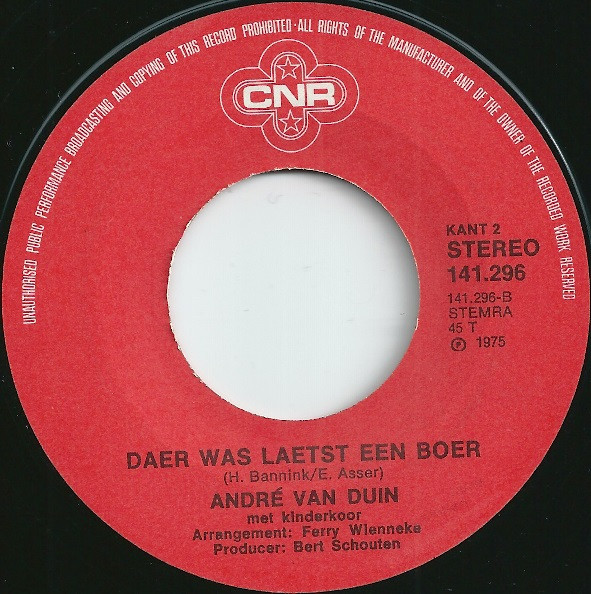 UNAUTHORISED PUBLIC PERFORMANCE BROADCASTING AND COPYING OF THIS RECORD PROHIBITED·ALL RIGHTS OF THE MANUFACTURER AND OF THE OWNER OF THE RECORDED WORK RESERVED
CNR
KANT 2
STEREO
141.296
141.296-B
STEMRA
45 T
℗ 1975
DAER WAS LAETST EEN BOER
(H. Bannink/E. Asser)
ANDRÉ VAN DUIN
met kinderkoor
Arrangement: Ferry Wienneke
Producer: Bert Schouten